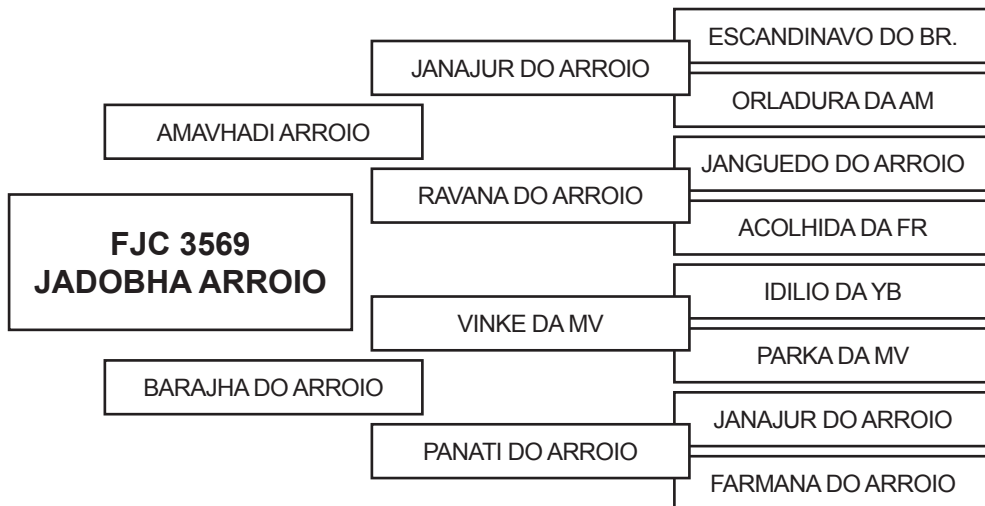 ESCANDINAVO DO BR.
JANAJUR DO ARROIO
ORLADURA DA AM
AMAVHADI ARROIO
JANGUEDO DO ARROIO
RAVANA DO ARROIO
ACOLHIDA DA FR
FJC 3569
JADOBHA ARROIO
IDILIO DA YB
VINKE DA MV
PARKA DA MV
BARAJHA DO ARROIO
JANAJUR DO ARROIO
PANATI DO ARROIO
FARMANA DO ARROIO